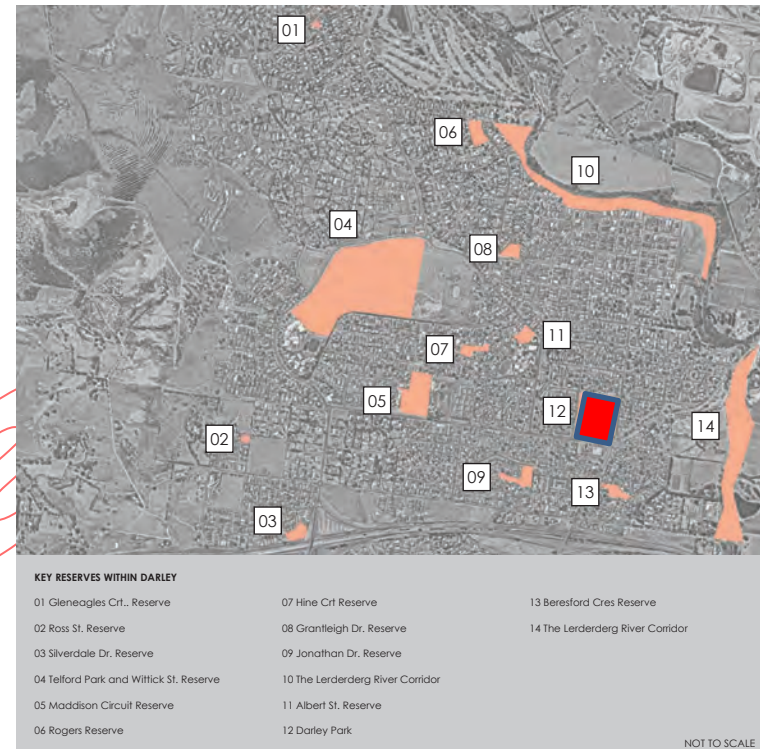 01
06
10
04
08
11
07
05
12
14
02
09
13
03
KEY RESERVES WITHIN DARLEY
01 Gleneagles Crt.. Reserve
02 Ross St. Reserve
03 Silverdale Dr. Reserve
04 Telford Park and Wittick St. Reserve
05 Maddison Circuit Reserve
06 Rogers Reserve
07 Hine Crt Reserve
08 Grantleigh Dr. Reserve
09 Jonathan Dr. Reserve
10 The Lerderderg River Corridor
11 Albert St. Reserve
12 Darley Park
13 Beresford Cres Reserve
14 The Lerderderg River Corridor
NOT TO SCALE